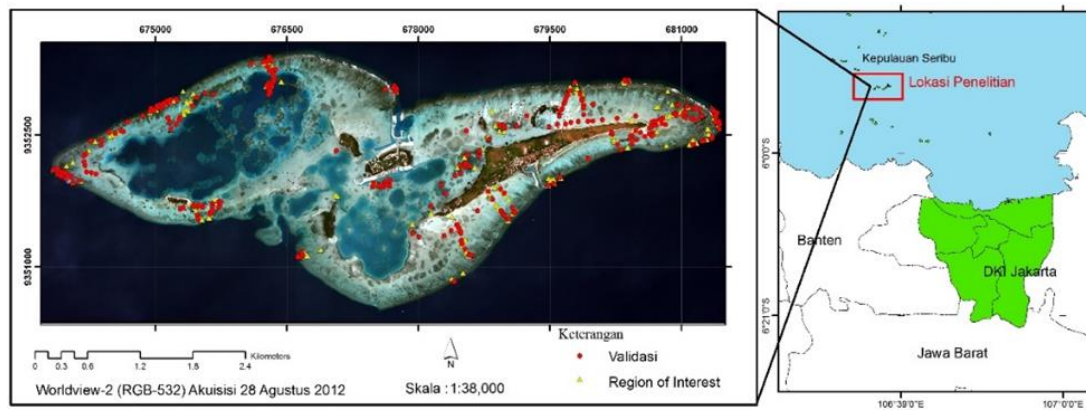 675000 676500 678000 679500 681000
9352500
9351000
Keterangan
Kilometers
0 0.3 0.6 1.2 1.8 2.4
N
Validasi
Region of Interest
Worldview-2 (RGB-532) Akuisisi 28 Agustus 2012
Skala : 1:38,000
Kepulauan Seribu
Lokasi Penelitian
6°0'0"S
Banten
DKI Jakarta
6°21'0"S
Jawa Barat
106°39'0"E
107°0'0"E